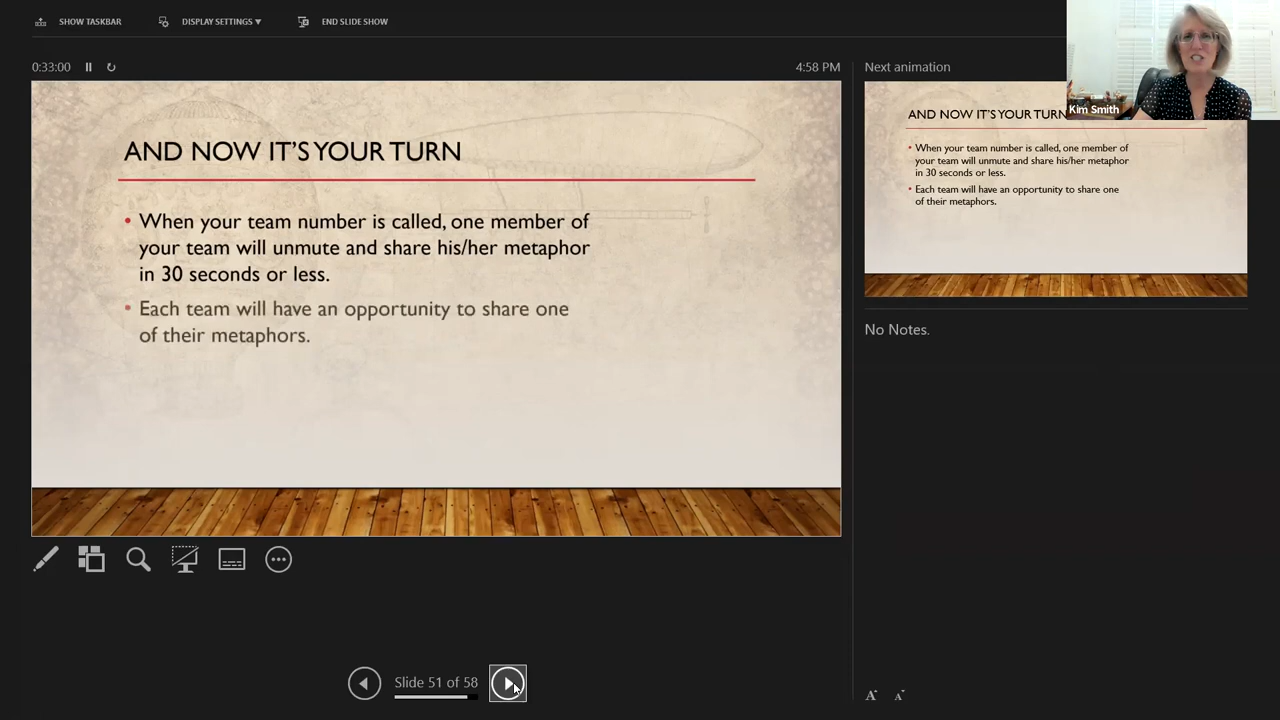 SHOW TASKBAR
DISPLAY SETTINGS ▾
END SLIDE SHOW
0:33:00
4:58 PM
Next animation
Kim Smith
AND NOW IT'S YOUR TURN
• When your team number is called, one member of
your team will unmute and share his/her metaphor
in 30 seconds or less.
• Each team will have an opportunity to share one
of their metaphors.
AND NOW IT'S YOUR TURN
• When your team number is called, one member of
your team will unmute and share his/her metaphor
in 30 seconds or less.
• Each team will have an opportunity to share one
of their metaphors.
No Notes.
Slide 51 of 58
A A